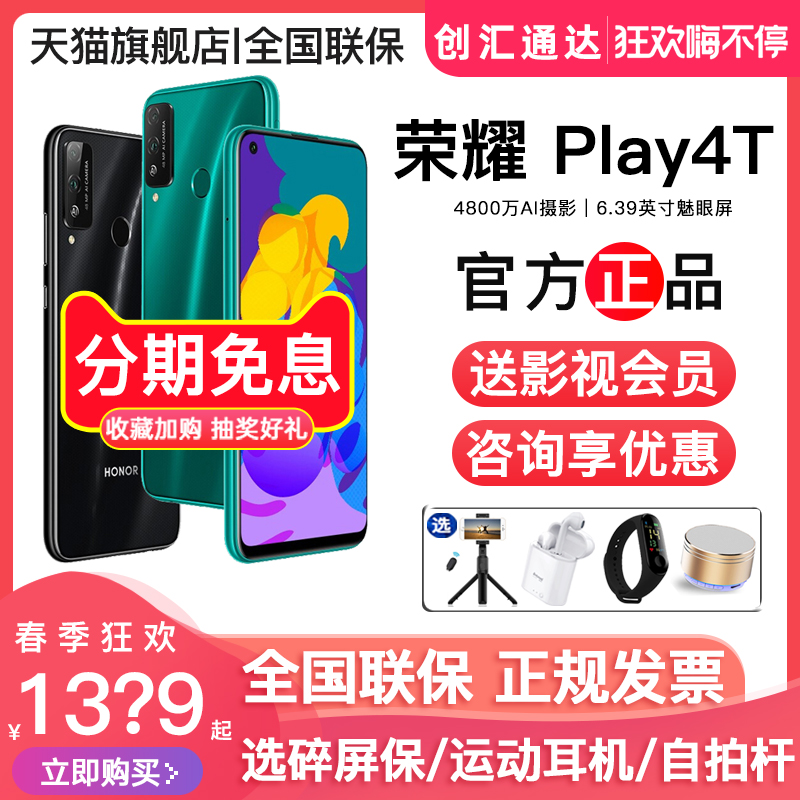 天猫旗舰店|全国联保
创汇通达 狂欢嗨不停
荣耀 Play4T
4800万AI摄影 | 6.39英寸魅眼屏
官方正品
送影视会员
咨询享优惠
分期免息
收藏加购 抽奖好礼
HONOR
选
春季狂欢
¥13?9起
立即购买>
全国联保 正规发票
选碎屏保/运动耳机/自拍杆